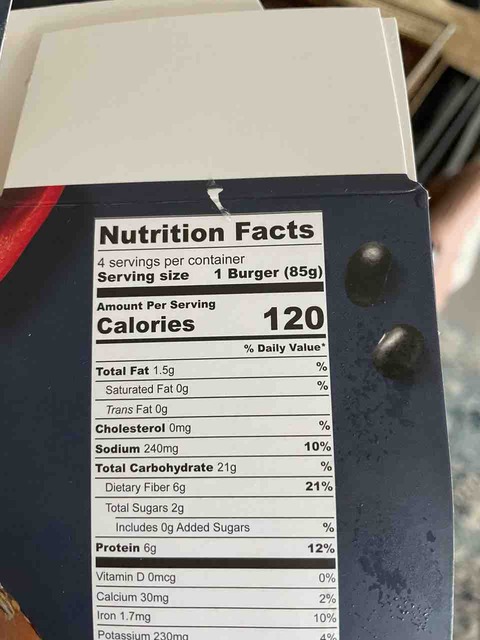 Nutrition Facts
4 servings per container
Serving size 1 Burger (85g)
Amount Per Serving
Calories 120
% Daily Value*
Total Fat 1.5g %
Saturated Fat 0g %
Trans Fat 0g
Cholesterol 0mg %
Sodium 240mg 10%
Total Carbohydrate 21g %
Dietary Fiber 6g 21%
Total Sugars 2g
Includes 0g Added Sugars %
Protein 6g 12%
Vitamin D 0mcg 0%
Calcium 30mg 2%
Iron 1.7mg 10%
Potassium 230mg 4%